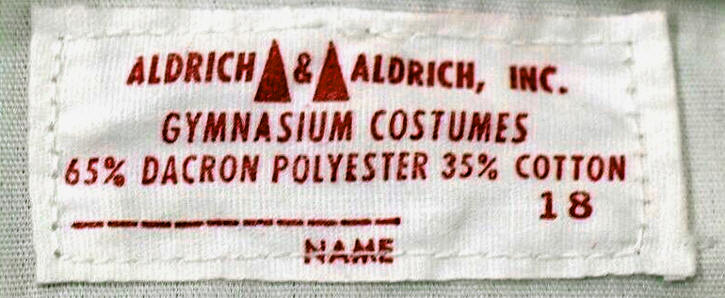 ALDRICH & ALDRICH, INC.
GYMNASIUM COSTUMES
65% DACRON POLYESTER 35% COTTON
18
NAME